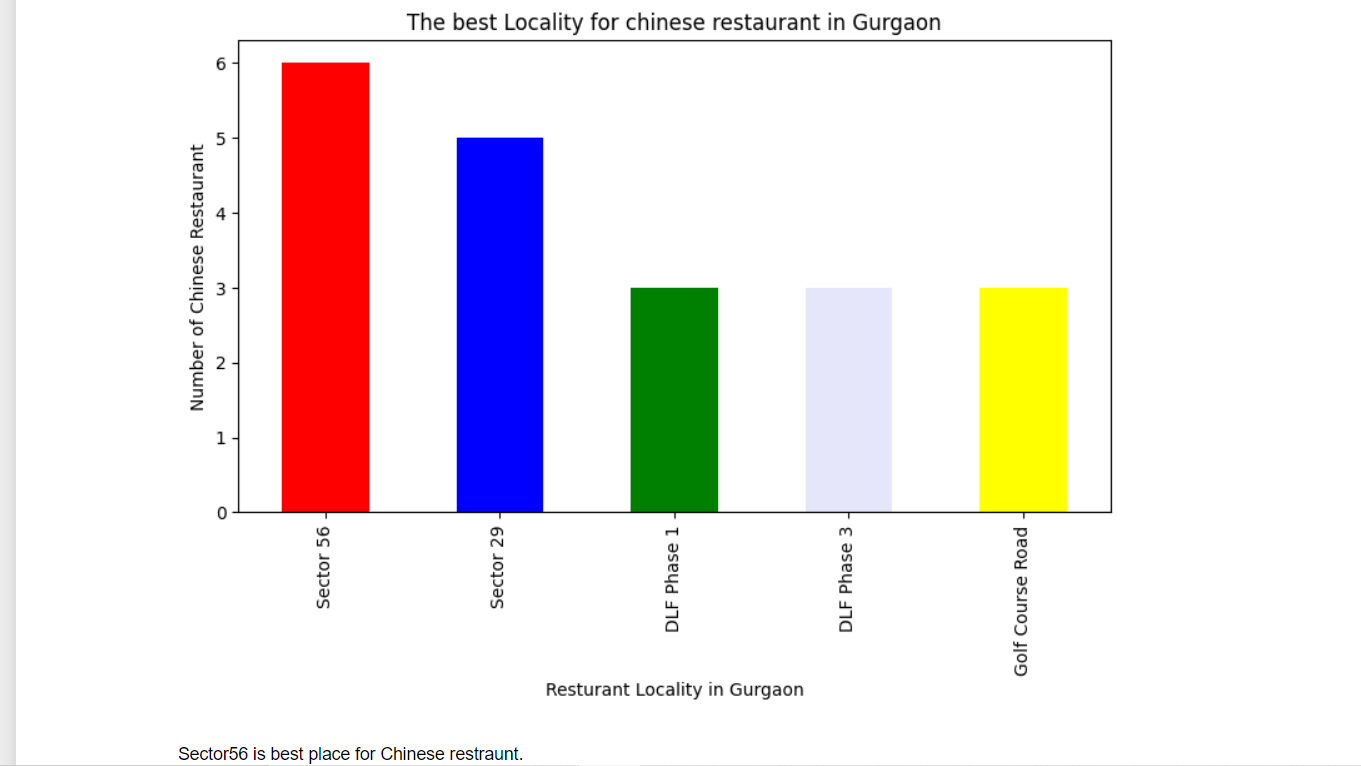 The best Locality for chinese restaurant in Gurgaon
Number of Chinese Restaurant
6
5
4
3
2
1
0
Sector 56
Sector 29
DLF Phase 1
DLF Phase 3
Golf Course Road
Resturant Locality in Gurgaon
Sector56 is best place for Chinese restraunt.